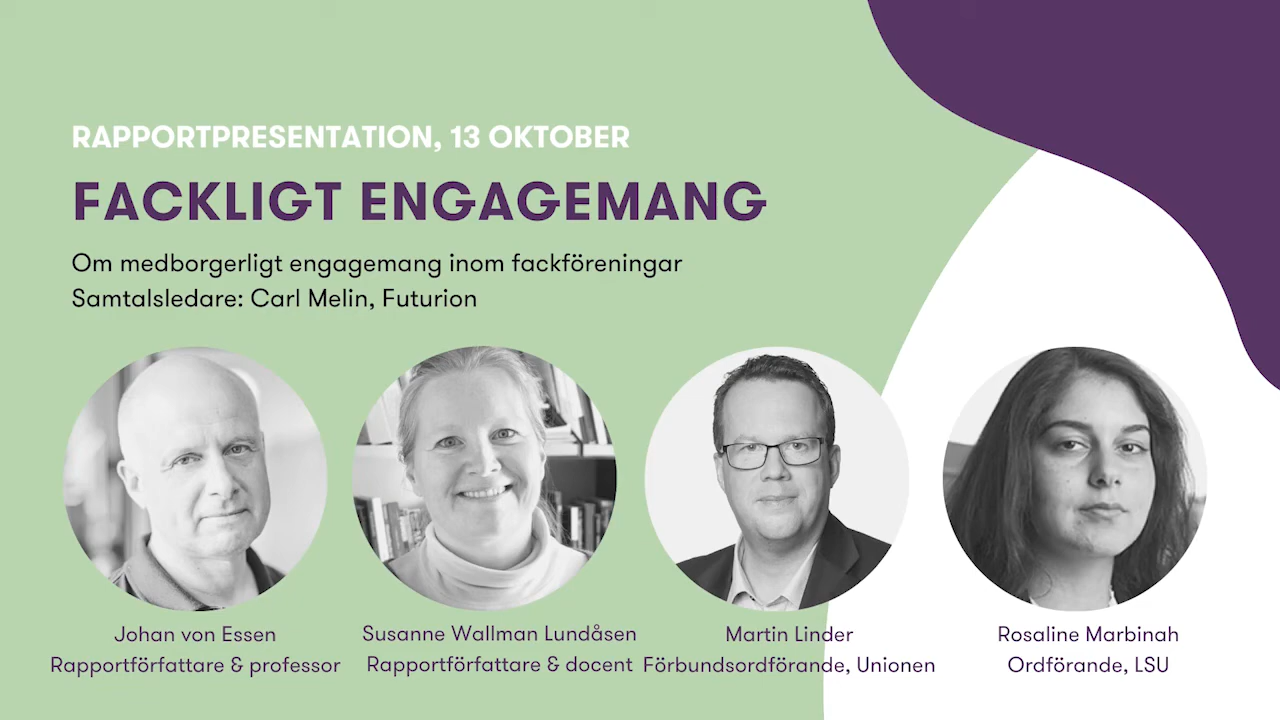 RAPPORTPRESENTATION, 13 OKTOBER
FACKLIGT ENGAGEMANG
Om medborgerligt engagemang inom fackföreningar
Samtalsledare: Carl Melin, Futurion
Johan von Essen
Rapportförfattare & professor
Susanne Wallman Lundåsen
Rapportförfattare & docent
Martin Linder
Förbundsordförande, Unionen
Rosaline Marbinah
Ordförande, LSU